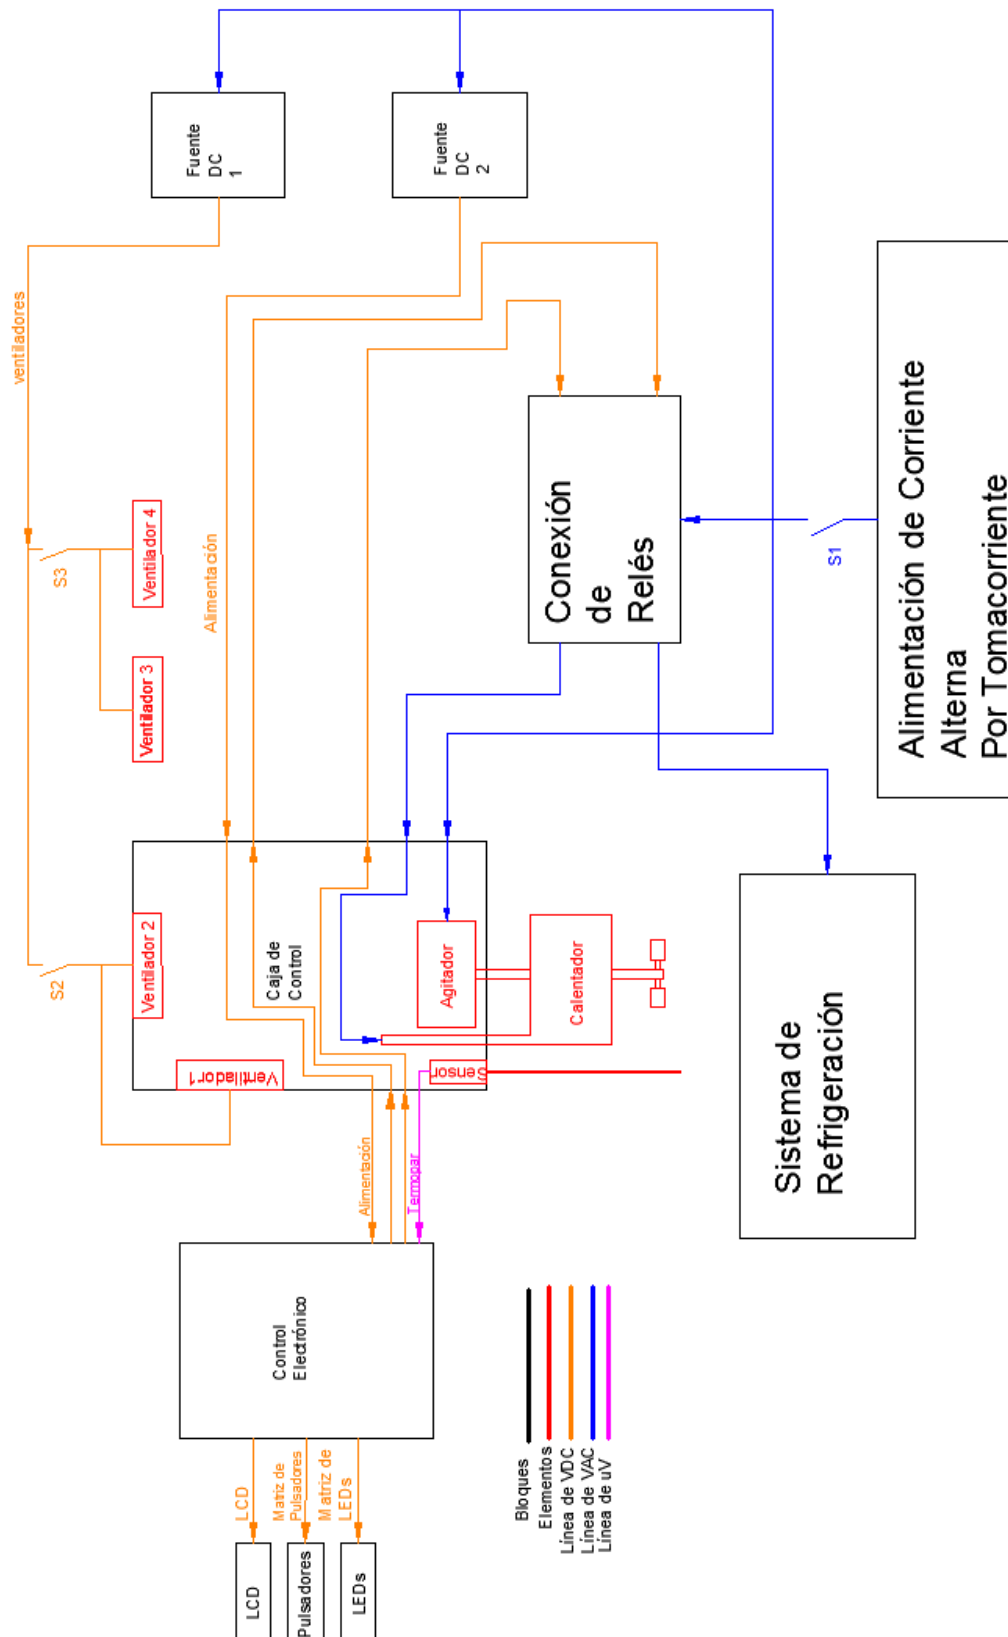 Fuente
DC
1
Fuente
DC
2
ventiladores
Alimentación
S3
Ventilador 4
Ventilador 3
Conexión
de
Relés
S1
Alimentación de Corriente
Alterna
Por Tomacorriente
S2
Ventilador 2
Ventilador1
Caja de
Control
Agitador
Calentador
Sensor
Alimentación
Termopar
Sistema de
Refrigeración
Control
Electrónico
LCD
Matriz de
Pulsadores
Matriz de
LEDs
LCD
Pulsadores
LEDs
Bloques
Elementos
Línea de VDC
Línea de VAC
Línea de uV